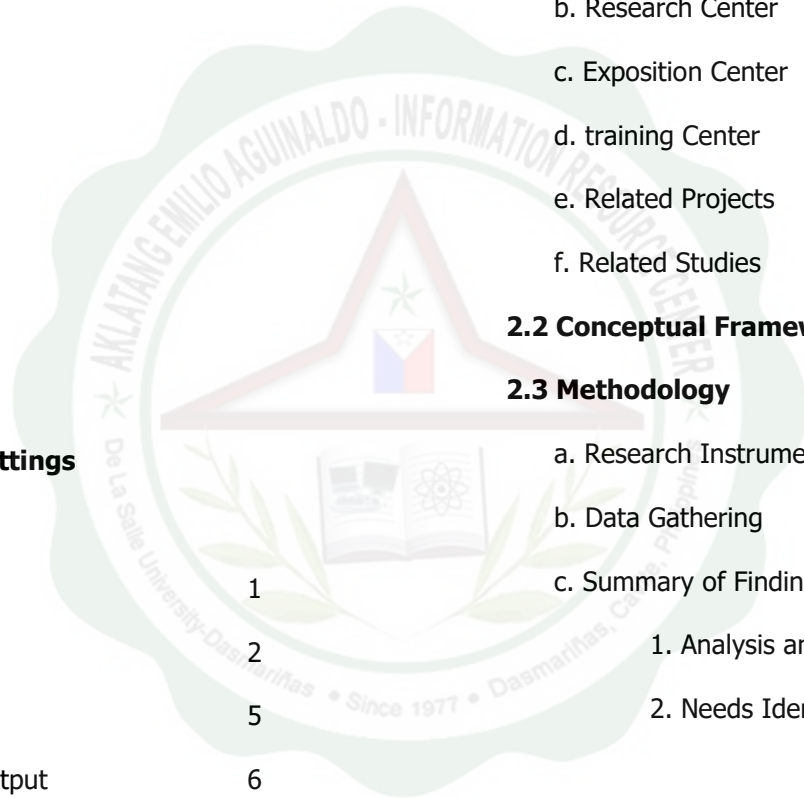 ttings
1
2
5
tput 6
b. Research Center
c. Exposition Center
d. training Center
e. Related Projects
f. Related Studies
2.2 Conceptual Framew
2.3 Methodology
a. Research Instrume
b. Data Gathering
c. Summary of Findin
1. Analysis an
2. Needs Iden
AKLATANG EMILIO AGUINALDO - INFORMATION RESOURCE CENTER
De La Salle University-Dasmariñas • Since 1977 • Dasmariñas, Cavite, Philippines